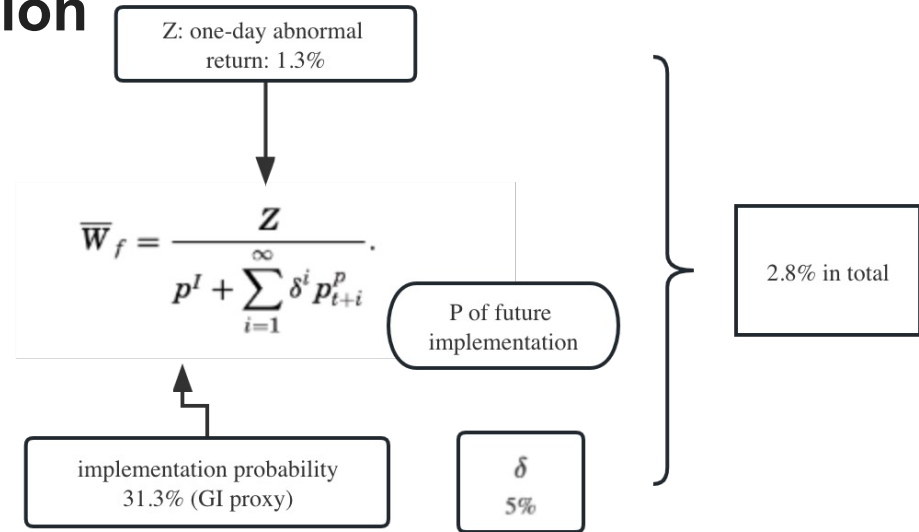 ion
Z: one-day abnormal
return: 1.3%
W̅_f = Z / (p^I + ∑_{i=1}^{∞} δ^i p^p_{t+i}).
P of future
implementation
2.8% in total
implementation probability
31.3% (GI proxy)
δ
5%